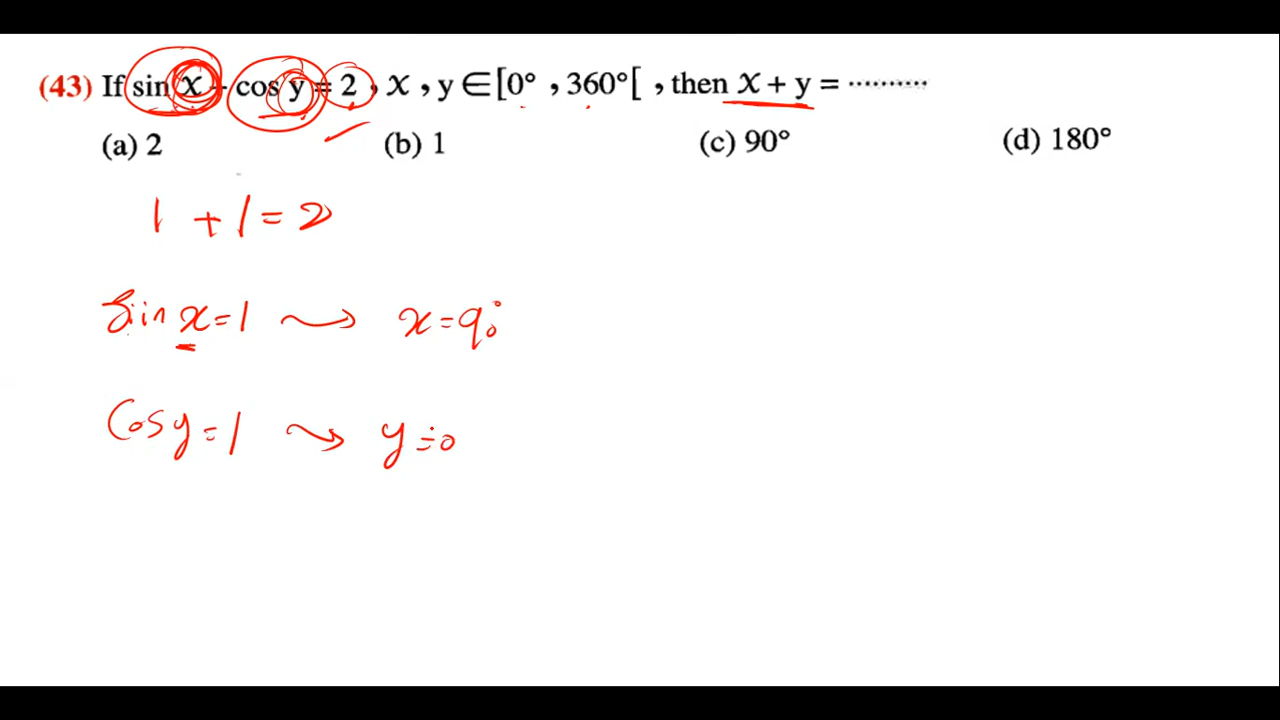 (43) If sin x + cos y = 2 , x , y ∈ [0° , 360°[ , then x + y = ..........
(a) 2 (b) 1 (c) 90° (d) 180°
1 + 1 = 2
Sin x = 1 ⟿ x = 90°
Cos y = 1 ⟿ y = 0